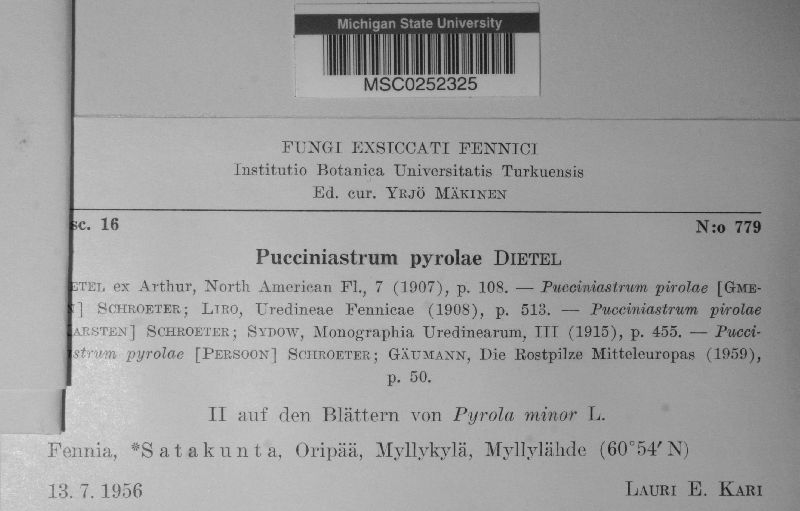 Michigan State University
MSC0252325
FUNGI EXSICCATI FENNICI
Institutio Botanica Universitatis Turkuensis
Ed. cur. YRJÖ MÄKINEN
sc. 16 N:o 779
Pucciniastrum pyrolae DIETEL
ETEL ex Arthur, North American Fl., 7 (1907), p. 108. — Pucciniastrum pirolae [GME-
] SCHROETER; LIRO, Uredineae Fennicae (1908), p. 513. — Pucciniastrum pirolae
ARSTEN] SCHROETER; SYDOW, Monographia Uredinearum, III (1915), p. 455. — Pucci-
strum pyrolae [PERSOON] SCHROETER; GÄUMANN, Die Rostpilze Mitteleuropas (1959),
p. 50.
II auf den Blättern von Pyrola minor L.
Fennia, *Satakunta, Oripää, Myllykylä, Myllylähde (60°54′ N)
13. 7. 1956 LAURI E. KARI